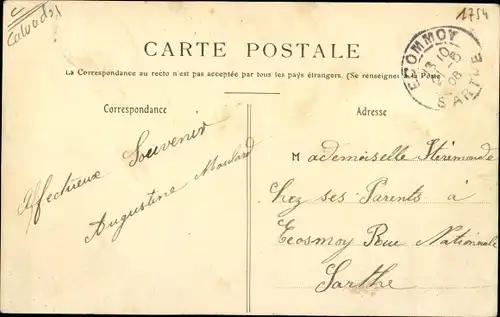 C
Calvados
1754
CARTE POSTALE
La Correspondance au recto n'est pas acceptée par tous les pays étrangers. (Se renseigner à la Poste
ECOMMOY
SARTHE
Correspondance
Adresse
Affectueux Souvenir
Augustine Moulard
Mademoiselle
Chez ses Parents à
Ecosmoy Rue Nationale
Sarthe